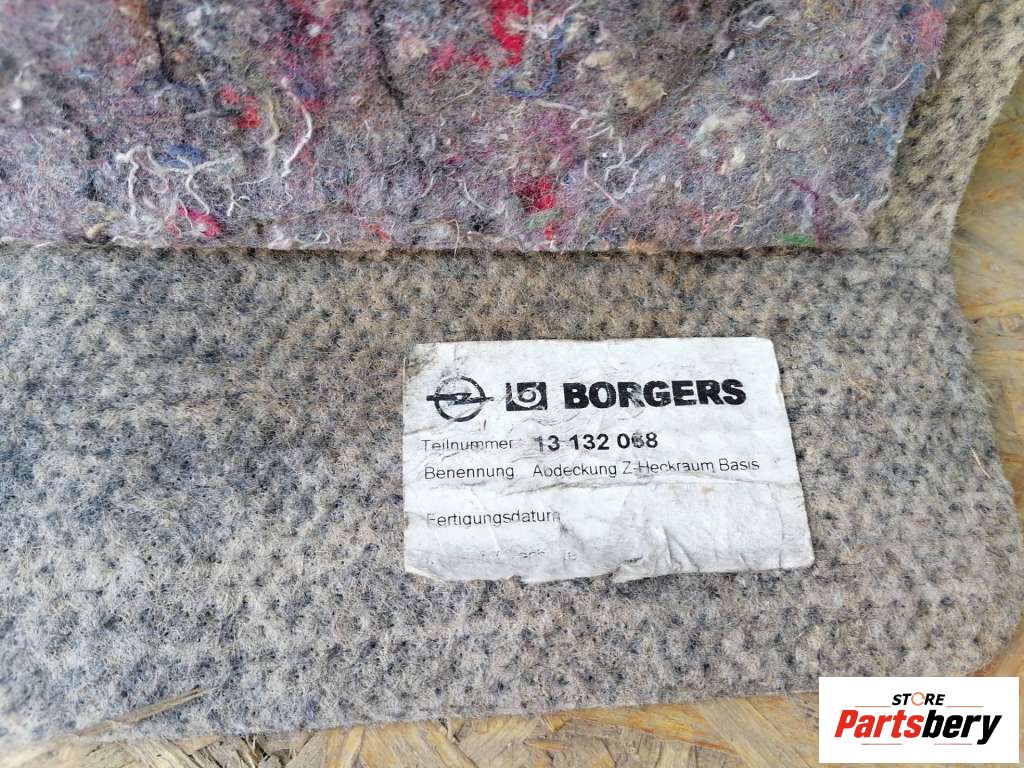 BORGERS
Teilnummer: 13 132 068
Benennung: Abdeckung Z-Heckraum Basis
Fertigungsdatum
STORE
Partsbery